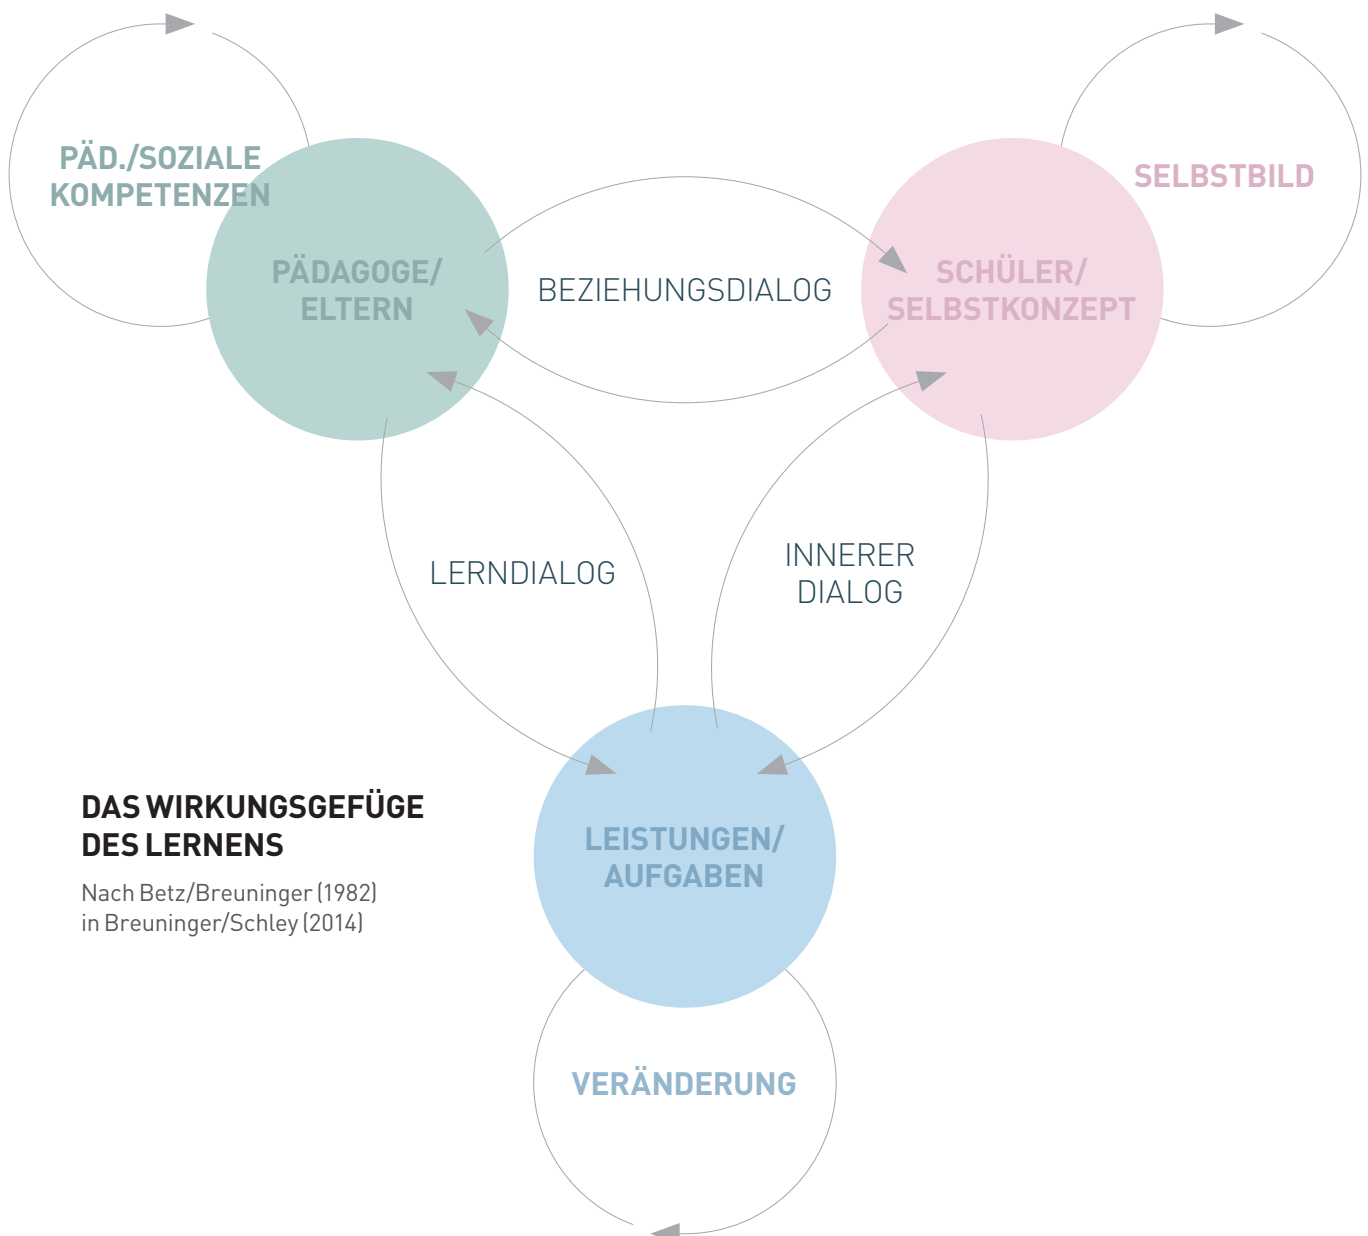 PÄD./SOZIALE
KOMPETENZEN
SELBSTBILD
PÄDAGOGE/
ELTERN
BEZIEHUNGSDIALOG
SCHÜLER/
SELBSTKONZEPT
LERNDIALOG
INNERER
DIALOG
DAS WIRKUNGSGEFÜGE
DES LERNENS
Nach Betz/Breuninger (1982)
in Breuninger/Schley (2014)
LEISTUNGEN/
AUFGABEN
VERÄNDERUNG